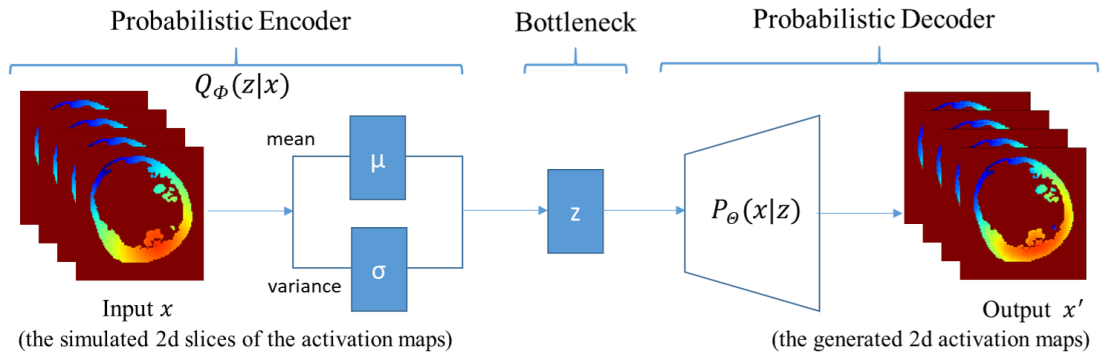 Probabilistic Encoder
Bottleneck
Probabilistic Decoder
Q_Φ(z|x)
mean
μ
variance
σ
z
P_Θ(x|z)
Input x
(the simulated 2d slices of the activation maps)
Output x′
(the generated 2d activation maps)